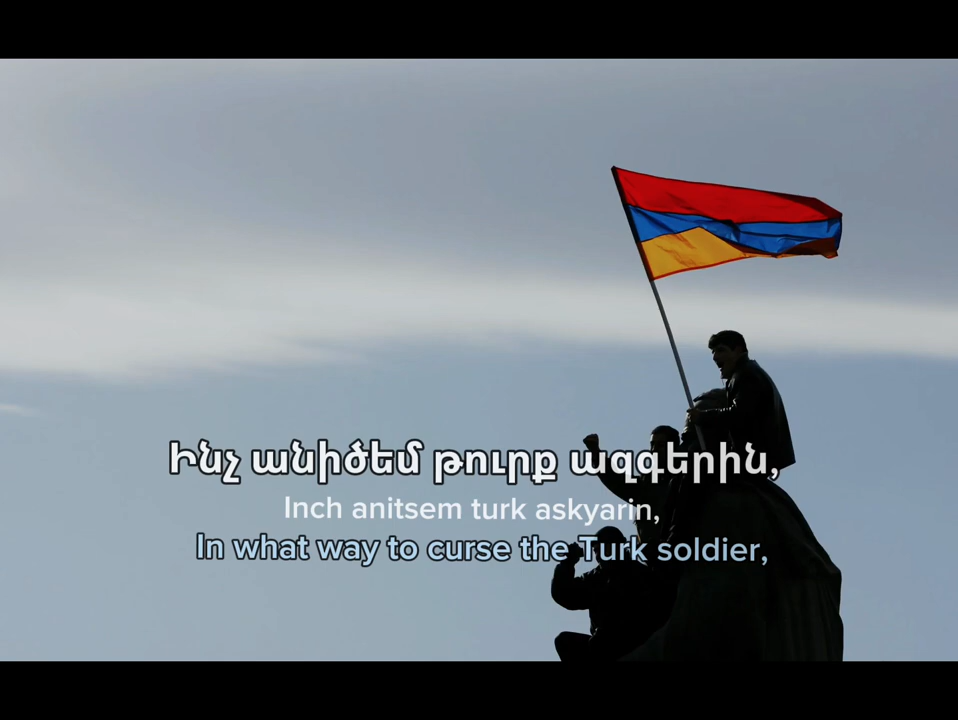 Ինչ անիծեմ թուրք ազգերին,
Inch anitsem turk askyarin,
In what way to curse the Turk soldier,